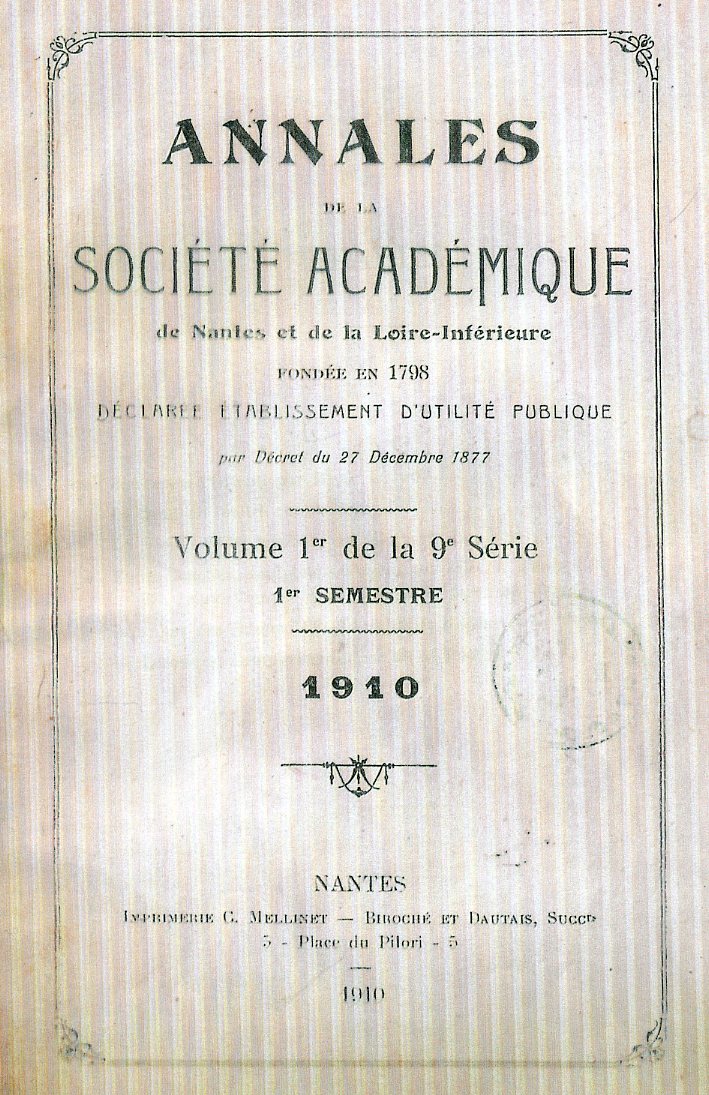 ANNALES
DE LA
SOCIÉTÉ ACADÉMIQUE
de Nantes et de la Loire-Inférieure
FONDÉE EN 1798
DÉCLARÉE ÉTABLISSEMENT D'UTILITÉ PUBLIQUE
par Décret du 27 Décembre 1877
Volume 1er de la 9e Série
1er SEMESTRE
1910
NANTES
IMPRIMERIE C. MELLINET — BIROCHÉ ET DAUTAIS, SUCCrs
5 - Place du Pilori - 5
1910